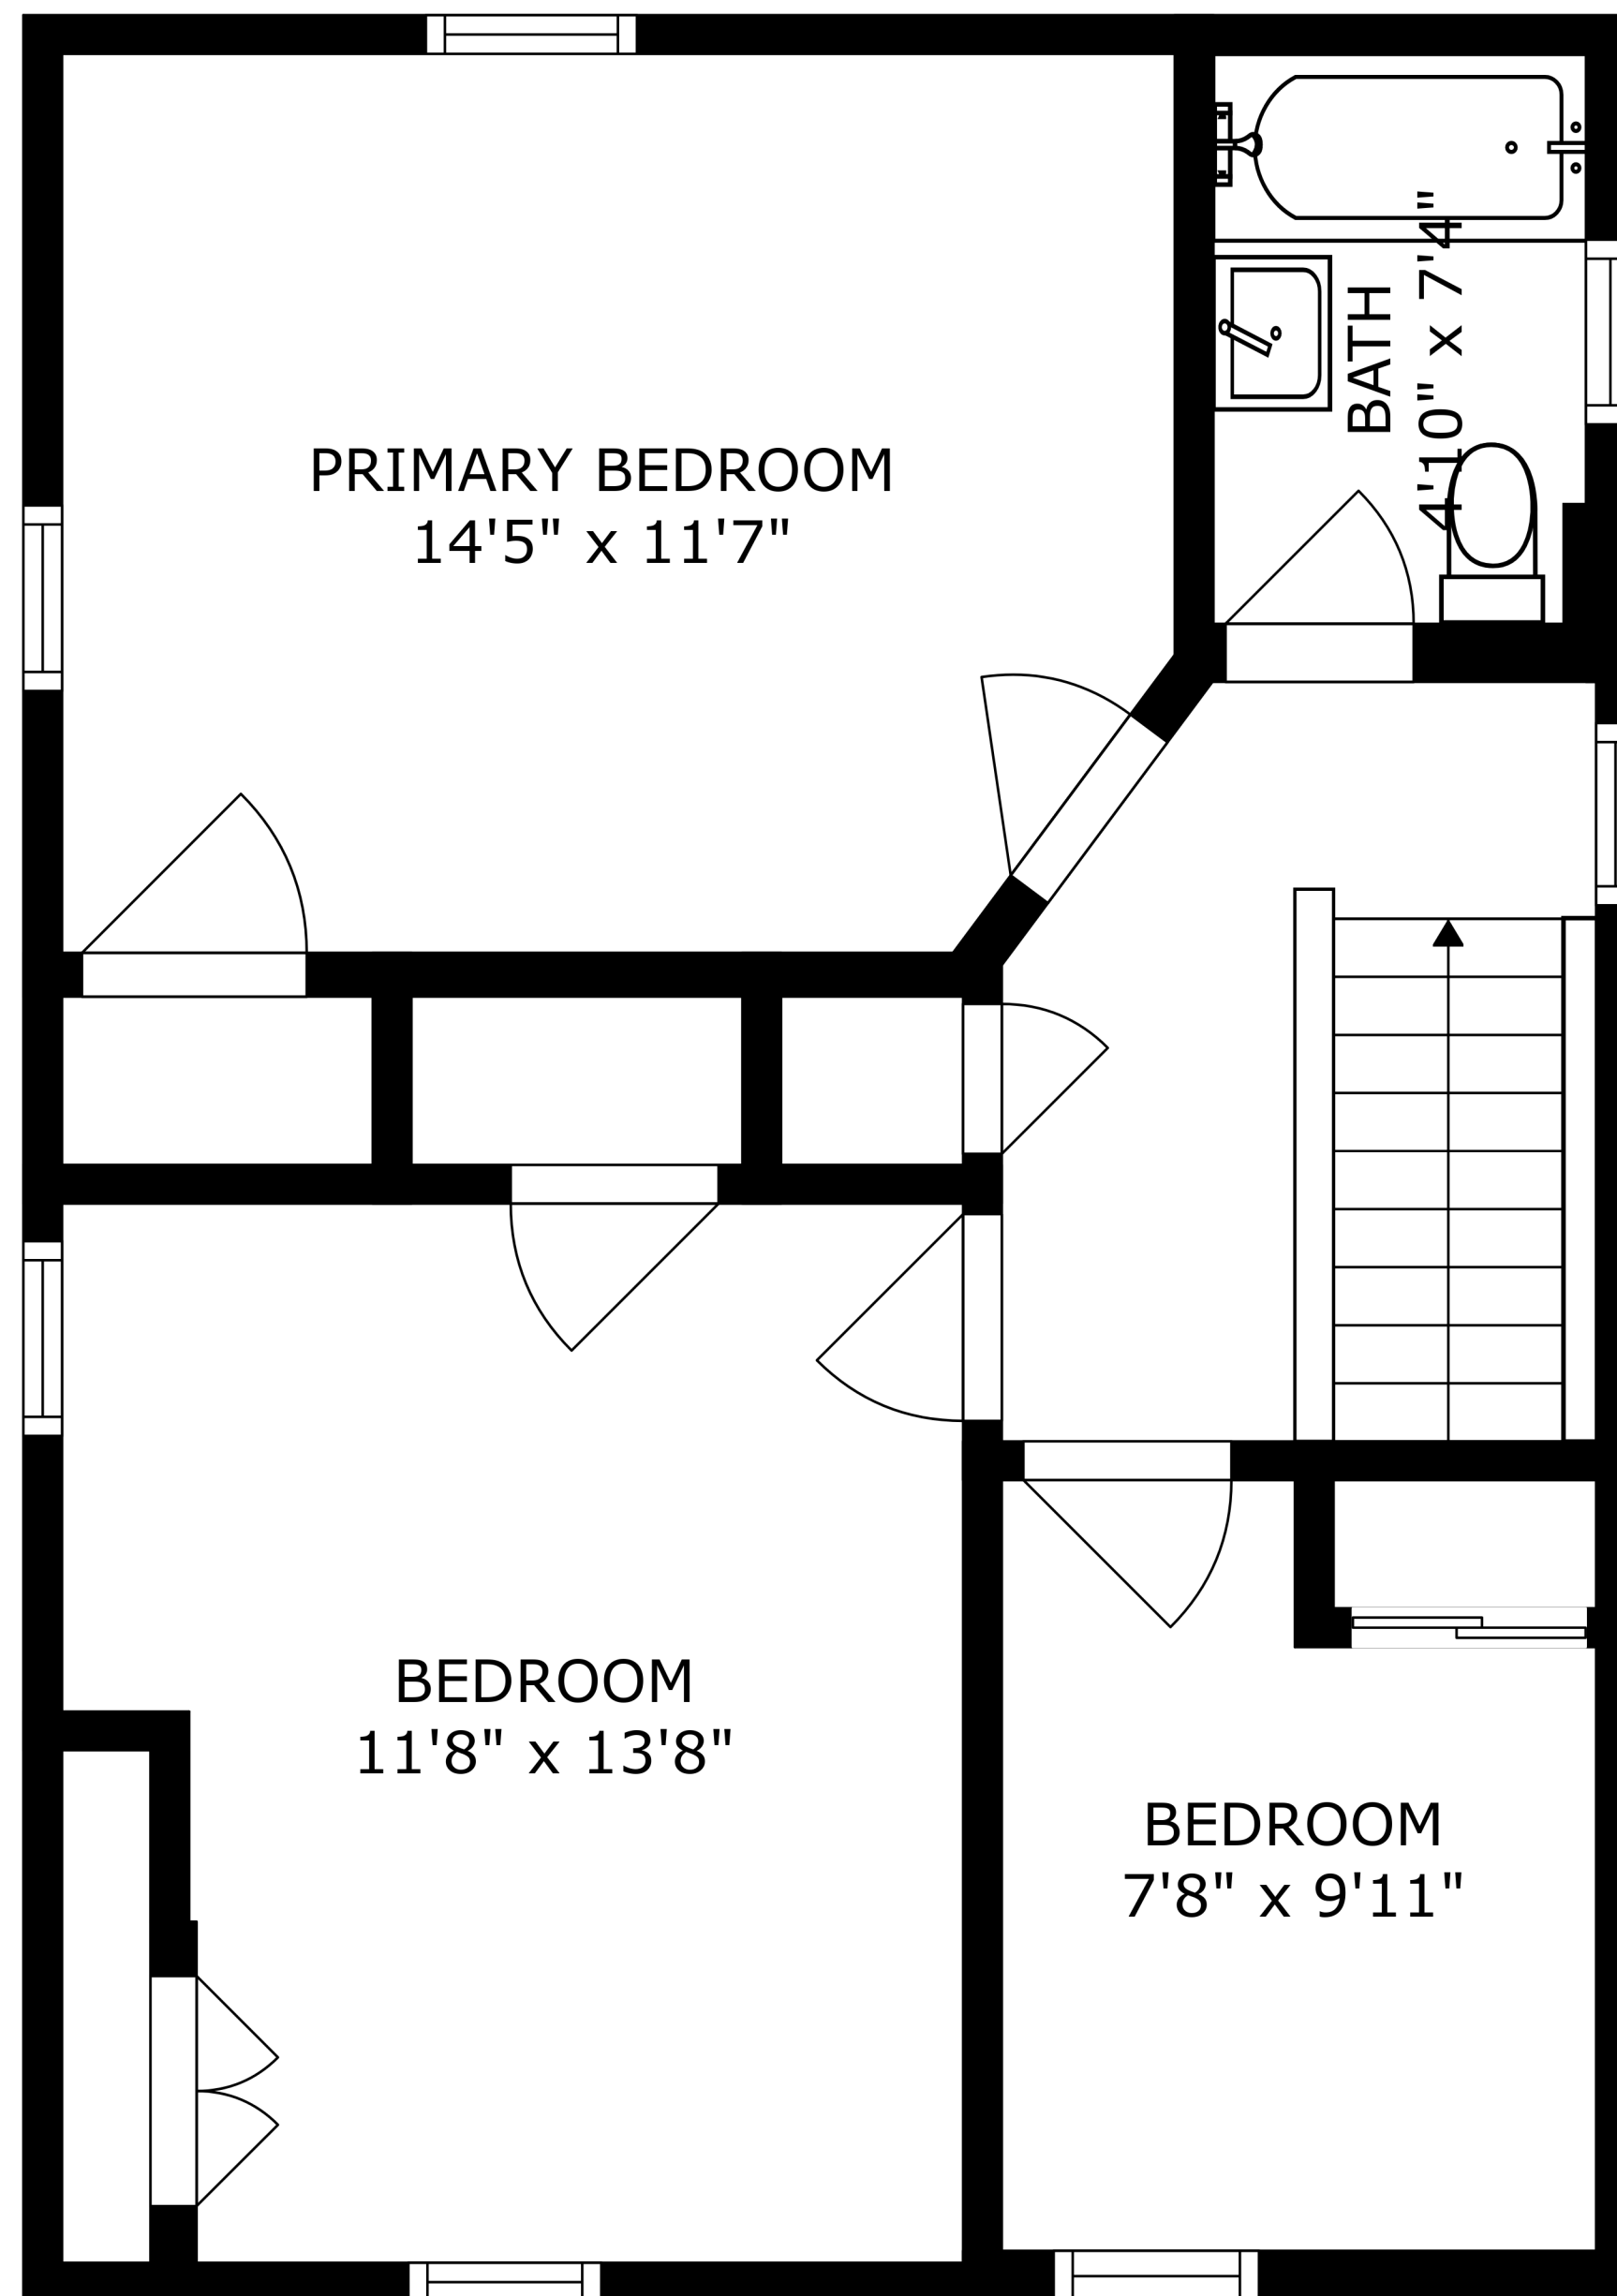 PRIMARY BEDROOM
14'5" x 11'7"
BATH
4'10" x 7'4"
BEDROOM
11'8" x 13'8"
BEDROOM
7'8" x 9'11"